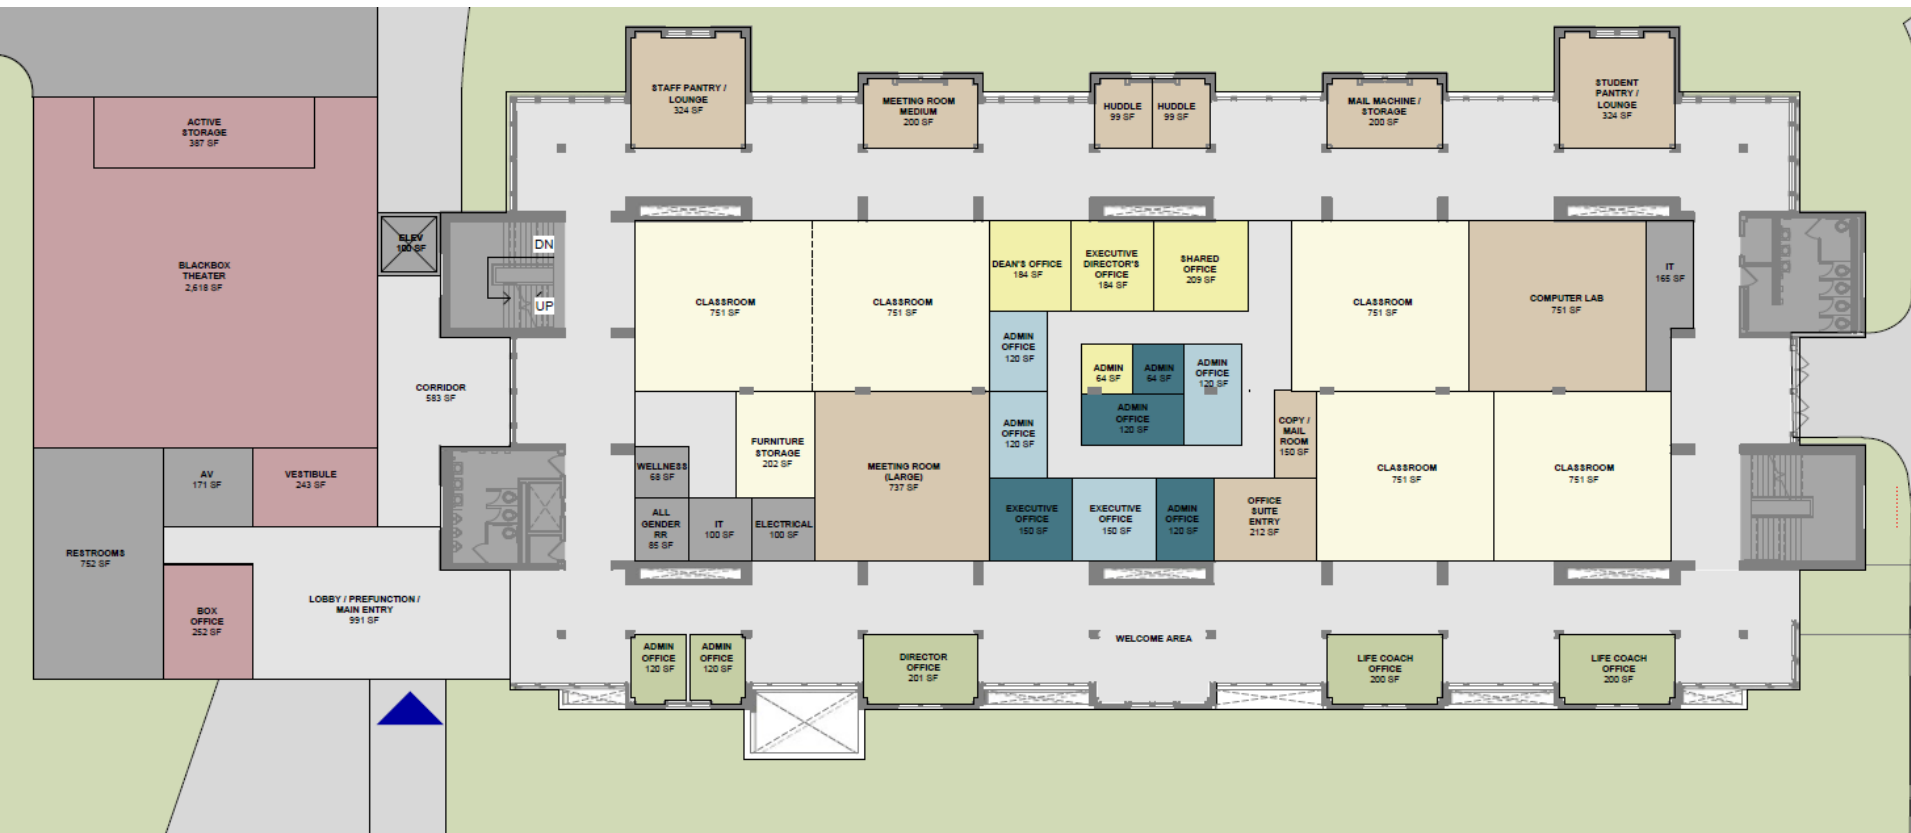 STAFF PANTRY /
LOUNGE
324 SF
MEETING ROOM
MEDIUM
200 SF
HUDDLE
99 SF
HUDDLE
99 SF
MAIL MACHINE /
STORAGE
200 SF
STUDENT
PANTRY /
LOUNGE
324 SF
ACTIVE
STORAGE
387 SF
BLACKBOX
THEATER
2,618 SF
ELEV
100 SF
DN
UP
CORRIDOR
583 SF
CLASSROOM
751 SF
CLASSROOM
751 SF
DEAN'S OFFICE
184 SF
EXECUTIVE
DIRECTOR'S
OFFICE
184 SF
SHARED
OFFICE
209 SF
CLASSROOM
751 SF
COMPUTER LAB
751 SF
IT
165 SF
ADMIN
OFFICE
120 SF
ADMIN
64 SF
ADMIN
64 SF
ADMIN
OFFICE
120 SF
ADMIN
OFFICE
120 SF
ADMIN
OFFICE
120 SF
COPY /
MAIL
ROOM
150 SF
FURNITURE
STORAGE
202 SF
MEETING ROOM
(LARGE)
737 SF
CLASSROOM
751 SF
CLASSROOM
751 SF
WELLNESS
68 SF
ALL
GENDER
RR
85 SF
IT
100 SF
ELECTRICAL
100 SF
EXECUTIVE
OFFICE
150 SF
EXECUTIVE
OFFICE
150 SF
ADMIN
OFFICE
120 SF
OFFICE
SUITE
ENTRY
212 SF
AV
171 SF
VESTIBULE
243 SF
RESTROOMS
752 SF
BOX
OFFICE
252 SF
LOBBY / PREFUNCTION /
MAIN ENTRY
991 SF
WELCOME AREA
ADMIN
OFFICE
120 SF
ADMIN
OFFICE
120 SF
DIRECTOR
OFFICE
201 SF
LIFE COACH
OFFICE
200 SF
LIFE COACH
OFFICE
200 SF